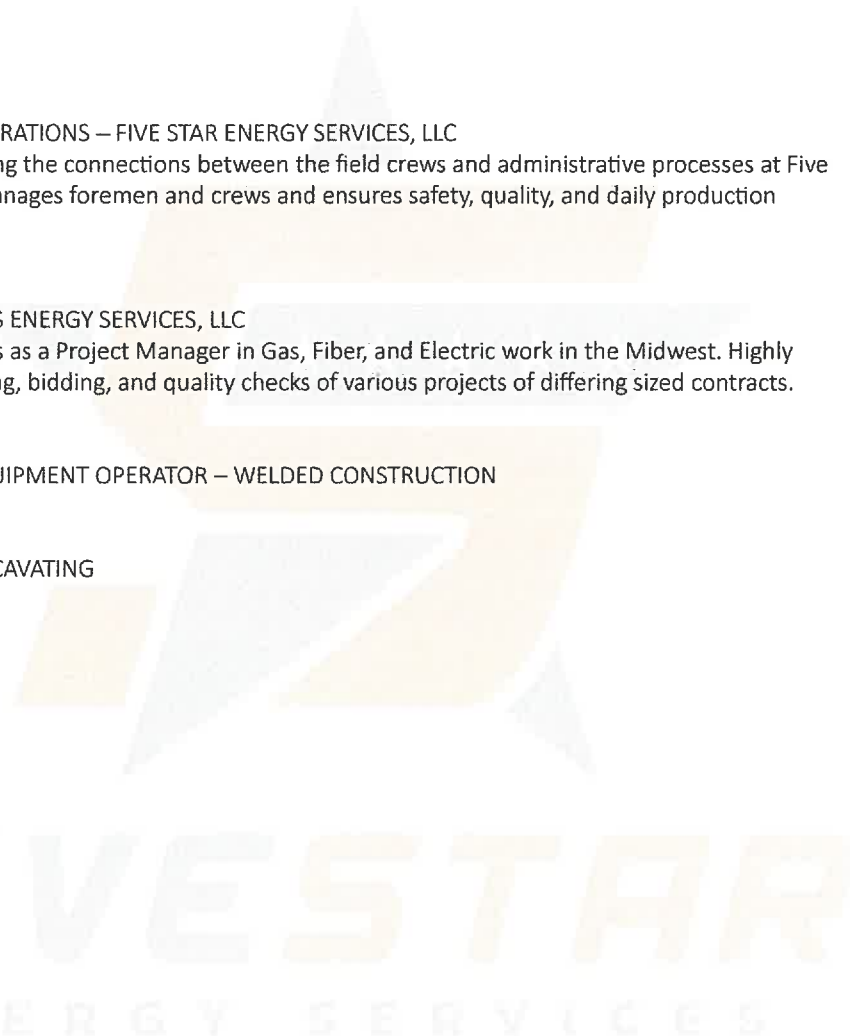 RATIONS – FIVE STAR ENERGY SERVICES, LLC
ng the connections between the field crews and administrative processes at Five
anages foremen and crews and ensures safety, quality, and daily production
S ENERGY SERVICES, LLC
s as a Project Manager in Gas, Fiber, and Electric work in the Midwest. Highly
ng, bidding, and quality checks of various projects of differing sized contracts.
UIPMENT OPERATOR – WELDED CONSTRUCTION
CAVATING
VESTAR
ERGY SERVICES